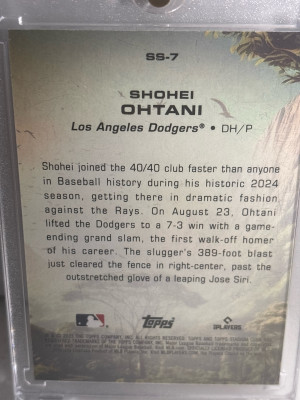 SS-7
SHOHEI
OHTANI
Los Angeles Dodgers® • DH/P
Shohei joined the 40/40 club faster than anyone
in Baseball history during his historic 2024
season, getting there in dramatic fashion
against the Rays. On August 23, Ohtani
lifted the Dodgers to a 7-3 win with a game-
ending grand slam, the first walk-off homer
of his career. The slugger's 389-foot blast
just cleared the fence in right-center, past the
outstretched glove of a leaping Jose Siri.
Topps
PLAYERS